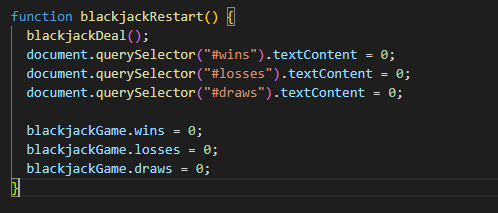 function blackjackRestart() {
  blackjackDeal();
  document.querySelector("#wins").textContent = 0;
  document.querySelector("#losses").textContent = 0;
  document.querySelector("#draws").textContent = 0;

  blackjackGame.wins = 0;
  blackjackGame.losses = 0;
  blackjackGame.draws = 0;
}